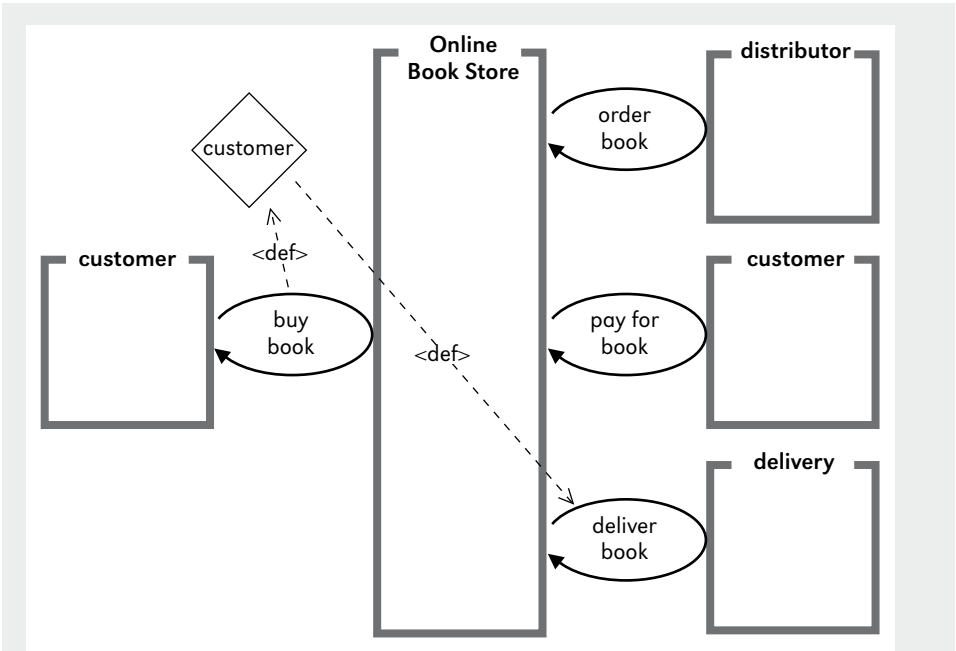 Online
Book Store
distributor
order
book
customer
<def>
customer
customer
buy
book
pay for
book
<def>
delivery
deliver
book